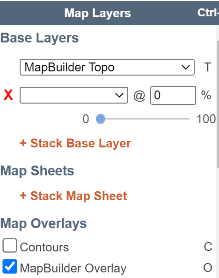 Map Layers Ctrl-
Base Layers
MapBuilder Topo T
X @ 0 %
0 100
+ Stack Base Layer
Map Sheets
+ Stack Map Sheet
Map Overlays
Contours C
MapBuilder Overlay O